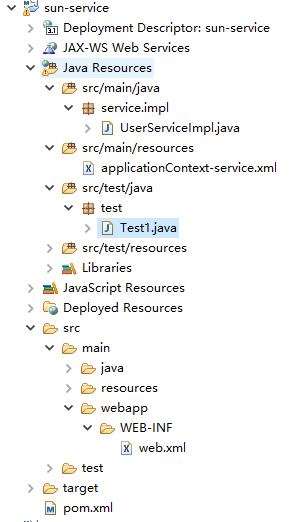 sun-service
Deployment Descriptor: sun-service
JAX-WS Web Services
Java Resources
src/main/java
service.impl
UserServiceImpl.java
src/main/resources
applicationContext-service.xml
src/test/java
test
Test1.java
src/test/resources
Libraries
JavaScript Resources
Deployed Resources
src
main
java
resources
webapp
WEB-INF
web.xml
test
target
pom.xml